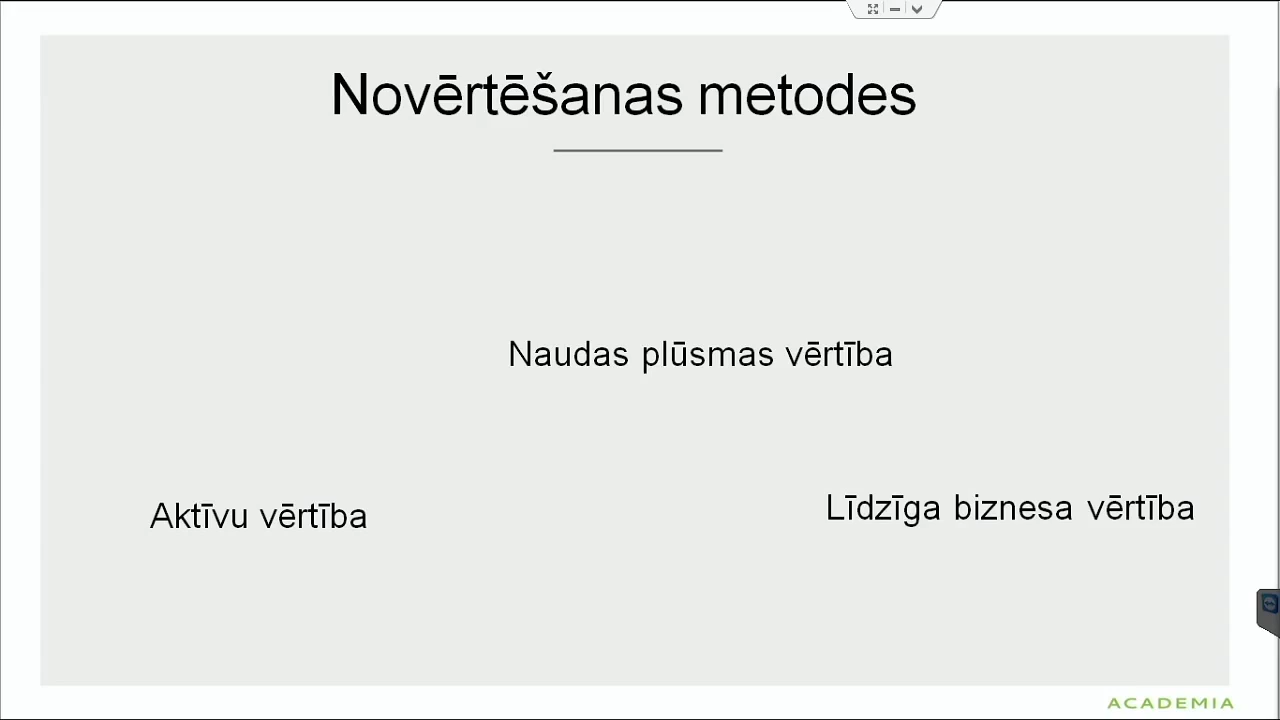 Novērtēšanas metodes
Naudas plūsmas vērtība
Aktīvu vērtība
Līdzīga biznesa vērtība
ACADEMIA